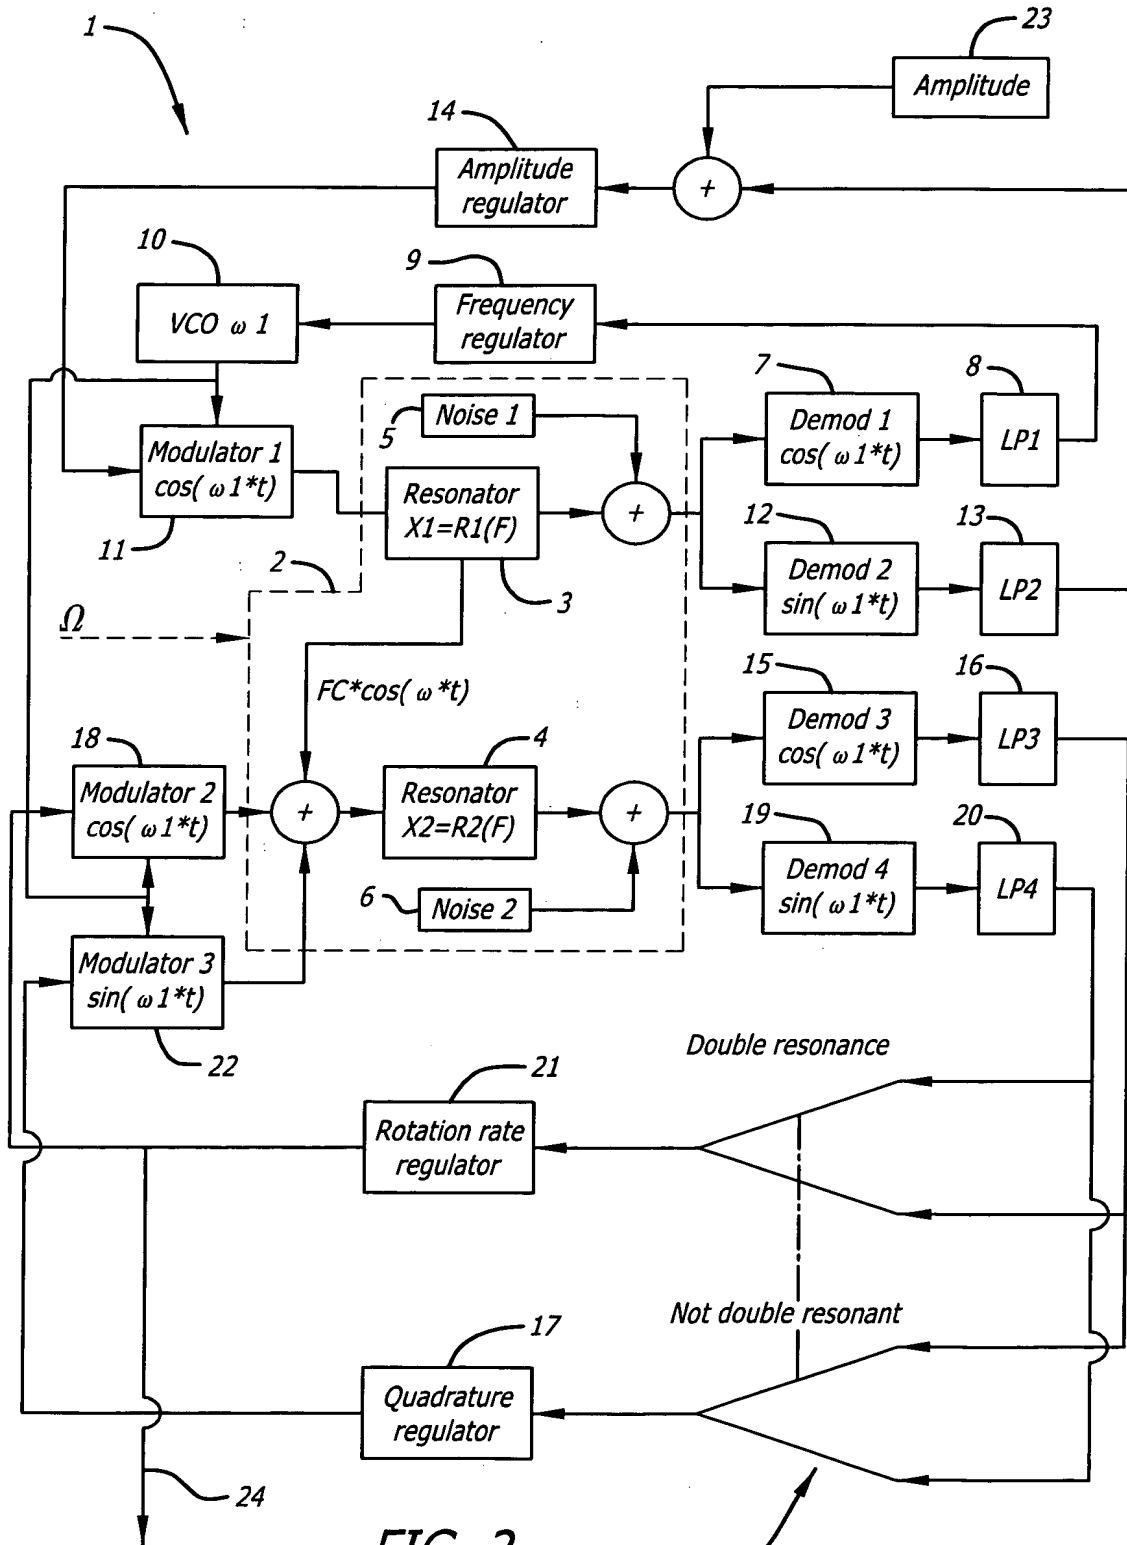 1
23
Amplitude
14
Amplitude
regulator
+
10
VCO ω 1
9
Frequency
regulator
7
Demod 1
cos( ω 1*t)
8
LP1
5
Noise 1
Modulator 1
cos( ω 1*t)
11
Resonator
X1=R1(F)
3
+
2
12
Demod 2
sin( ω 1*t)
13
LP2
Ω
FC*cos( ω *t)
15
Demod 3
cos( ω 1*t)
16
LP3
18
Modulator 2
cos( ω 1*t)
+
4
Resonator
X2=R2(F)
+
19
Demod 4
sin( ω 1*t)
20
LP4
6
Noise 2
Modulator 3
sin( ω 1*t)
22
Double resonance
21
Rotation rate
regulator
Not double resonant
17
Quadrature
regulator
24
FIG. 2